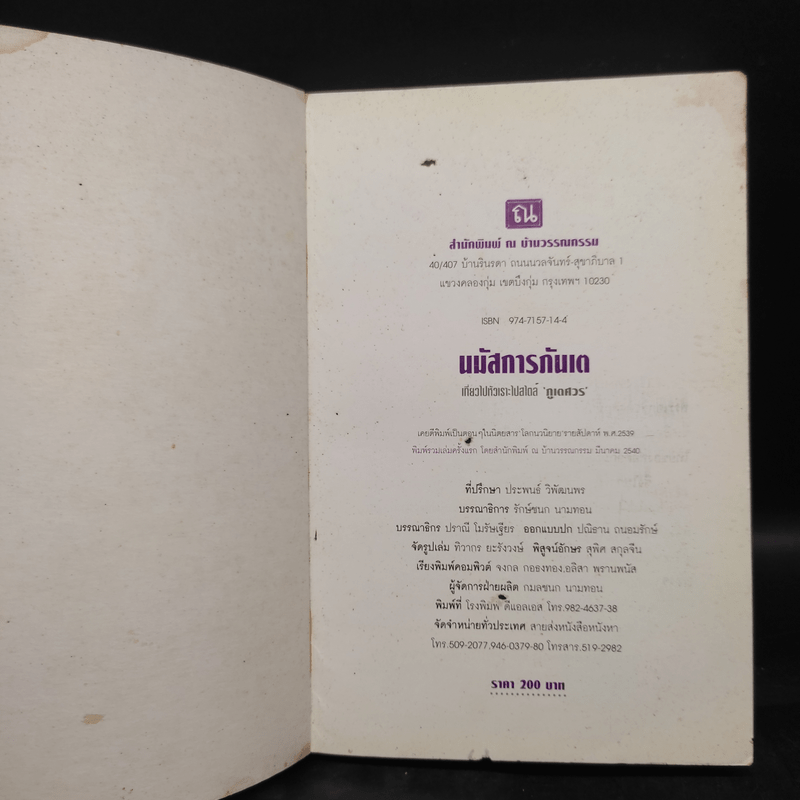 ณ
สำนักพิมพ์ ณ บ้านวรรณกรรม
40/407 บ้านรินรดา ถนนนวลจันทร์-สุขาภิบาล 1
แขวงคลองกุ่ม เขตบึงกุ่ม กรุงเทพฯ 10230
ISBN 974-7157-14-4
นมัสการภันเต
เที่ยวไปหัวเราะไปสไตล์ 'ภูเตศวร'
เคยตีพิมพ์เป็นตอนๆในนิตยสาร'โลกนวนิยาย'รายสัปดาห์ พ.ศ.2539
พิมพ์รวมเล่มครั้งแรก โดยสำนักพิมพ์ ณ บ้านวรรณกรรม มีนาคม 2540
ที่ปรึกษา ประพนธ์ วิพัฒนพร
บรรณาธิการ รักษ์ชนก นามทอน
บรรณาธิกร ปราณี โมรัษเฐียร ออกแบบปก ปณิธาน ถนอมรักษ์
จัดรูปเล่ม ทิวากร ยะรังวงษ์ พิสูจน์อักษร สุพิศ สกุลจีน
เรียงพิมพ์คอมพิวต์ จงกล กองธงทอง,อลิสา พรานพนัส
ผู้จัดการฝ่ายผลิต กมลชนก นามทอน
พิมพ์ที่ โรงพิมพ์ ดีแอลเอส โทร.982-4637-38
จัดจำหน่ายทั่วประเทศ สายส่งหนังสือหนังหา
โทร.509-2077,946-0379-80 โทรสาร.519-2982
ราคา 200 บาท